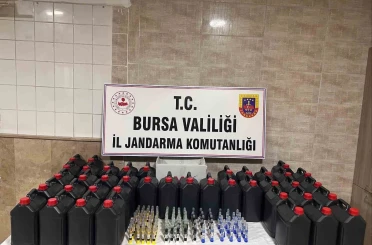 T.C.
BURSA VALİLİĞİ
İL JANDARMA KOMUTANLIĞI